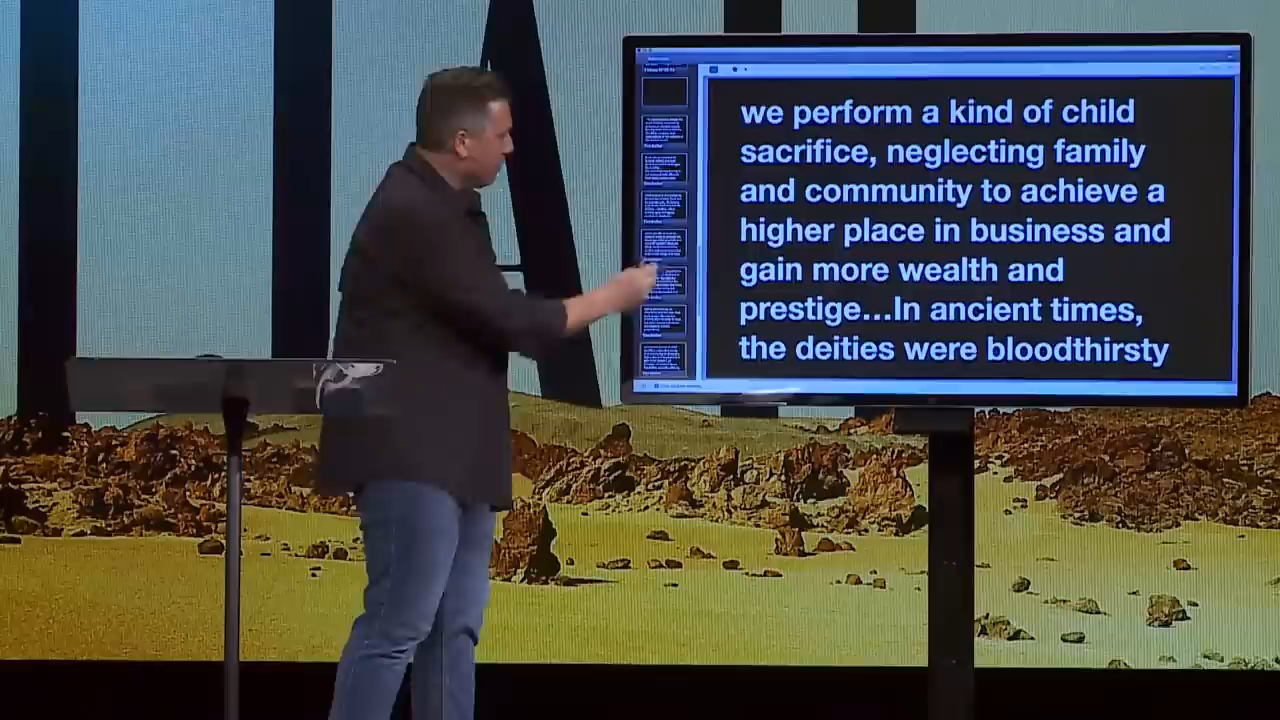 we perform a kind of child
sacrifice, neglecting family
and community to achieve a
higher place in business and
gain more wealth and
prestige...In ancient times,
the deities were bloodthirsty